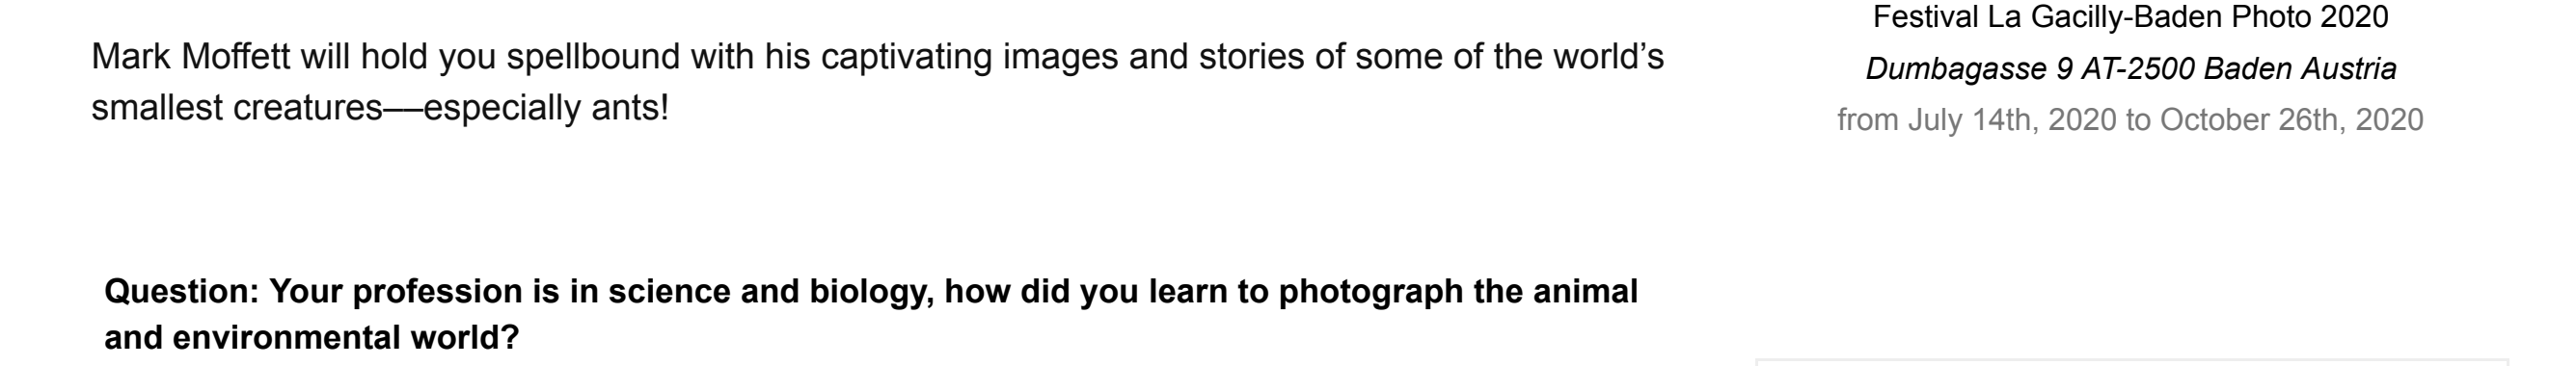 Mark Moffett will hold you spellbound with his captivating images and stories of some of the world’s
smallest creatures––especially ants!
Question: Your profession is in science and biology, how did you learn to photograph the animal
and environmental world?
Festival La Gacilly-Baden Photo 2020
Dumbagasse 9 AT-2500 Baden Austria
from July 14th, 2020 to October 26th, 2020